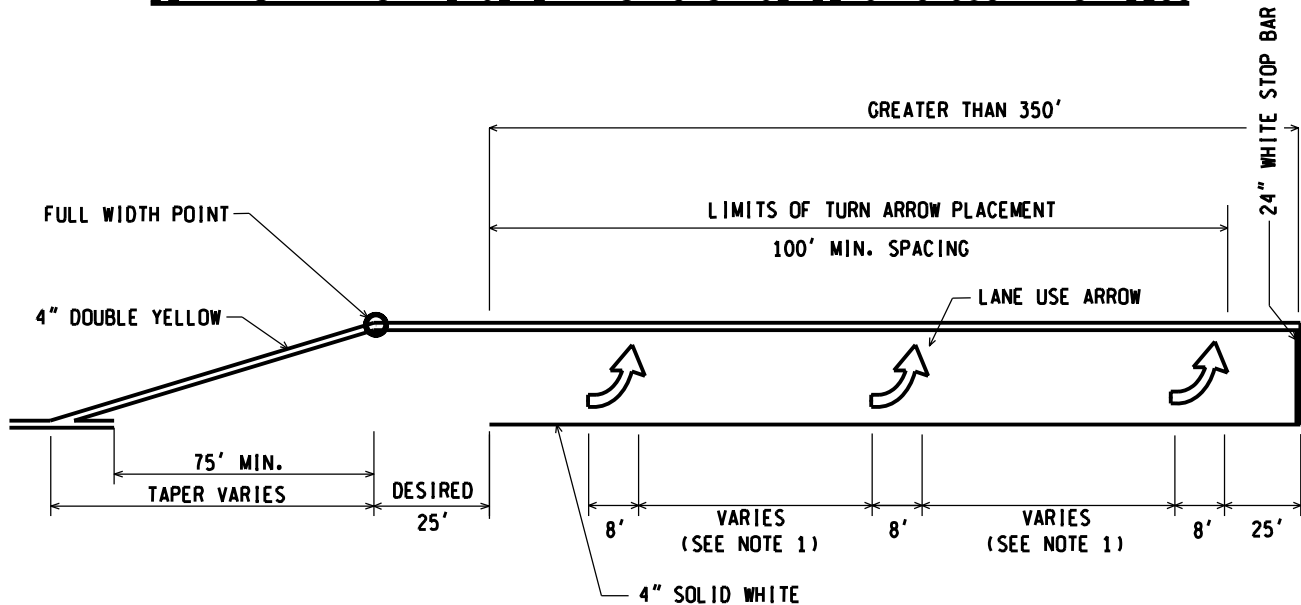 24" WHITE STOP BAR
GREATER THAN 350'
FULL WIDTH POINT
LIMITS OF TURN ARROW PLACEMENT
100' MIN. SPACING
LANE USE ARROW
4" DOUBLE YELLOW
75' MIN.
TAPER VARIES
DESIRED
25'
8'
VARIES
(SEE NOTE 1)
8'
VARIES
(SEE NOTE 1)
8'
25'
4" SOLID WHITE